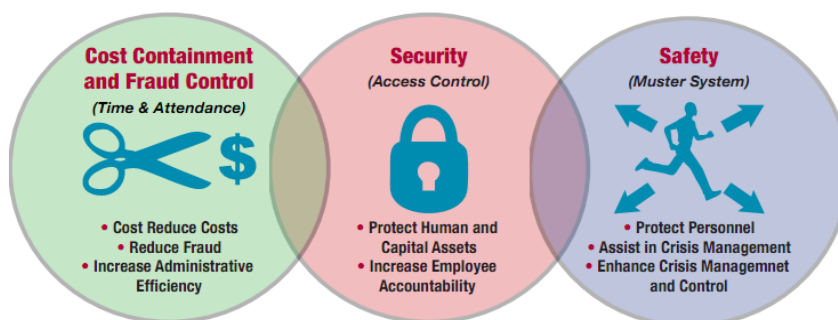 Cost Containment
and Fraud Control
(Time & Attendance)
$
• Cost Reduce Costs
• Reduce Fraud
• Increase Administrative
Efficiency
Security
(Access Control)
• Protect Human and
Capital Assets
• Increase Employee
Accountability
Safety
(Muster System)
• Protect Personnel
• Assist in Crisis Management
• Enhance Crisis Managemnet
and Control